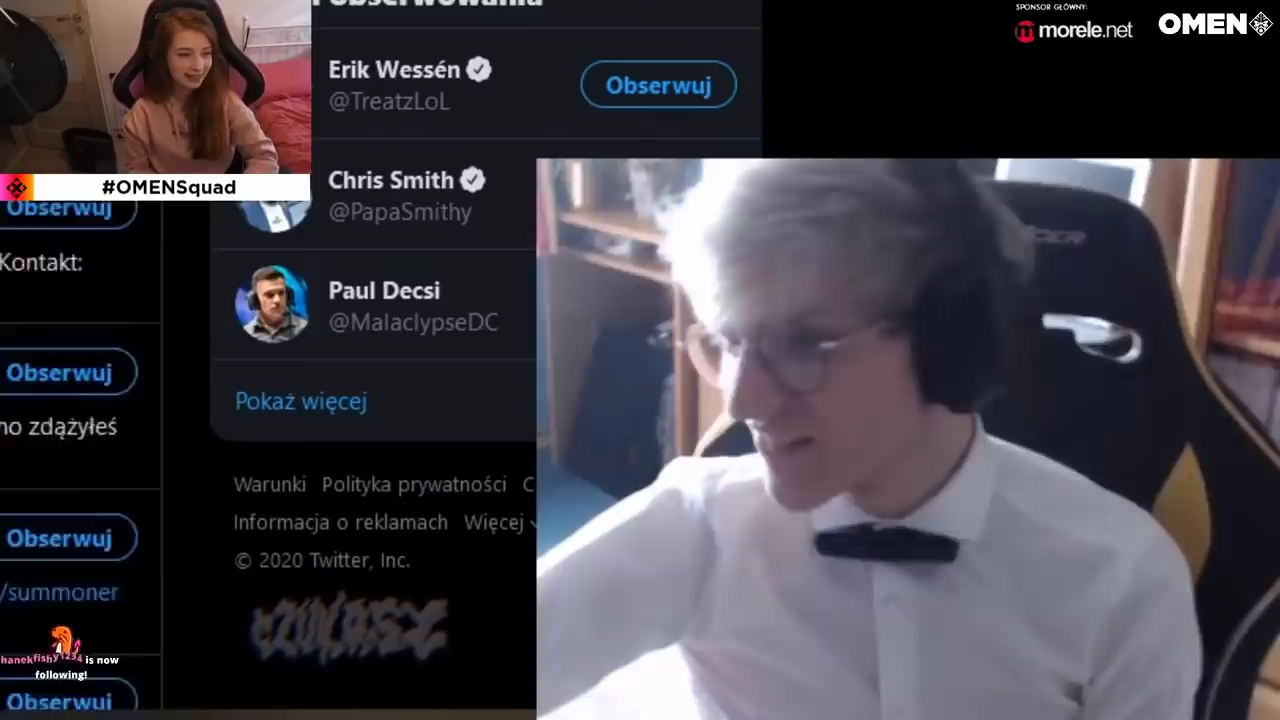 obserwowania
SPONSOR GŁÓWNY:
morele.net
OMEN
Erik Wessén
@TreatzLoL
Obserwuj
Chris Smith
@PapaSmithy
#OMENSquad
Obserwuj
Kontakt:
Paul Decsi
@MalaclypseDC
Obserwuj
Pokaż więcej
no zdążyłeś
Warunki Polityka prywatności C
Informacja o reklamach Więcej
Obserwuj
© 2020 Twitter, Inc.
/summoner
hanekfishy1234 is now
following!
Obserwuj